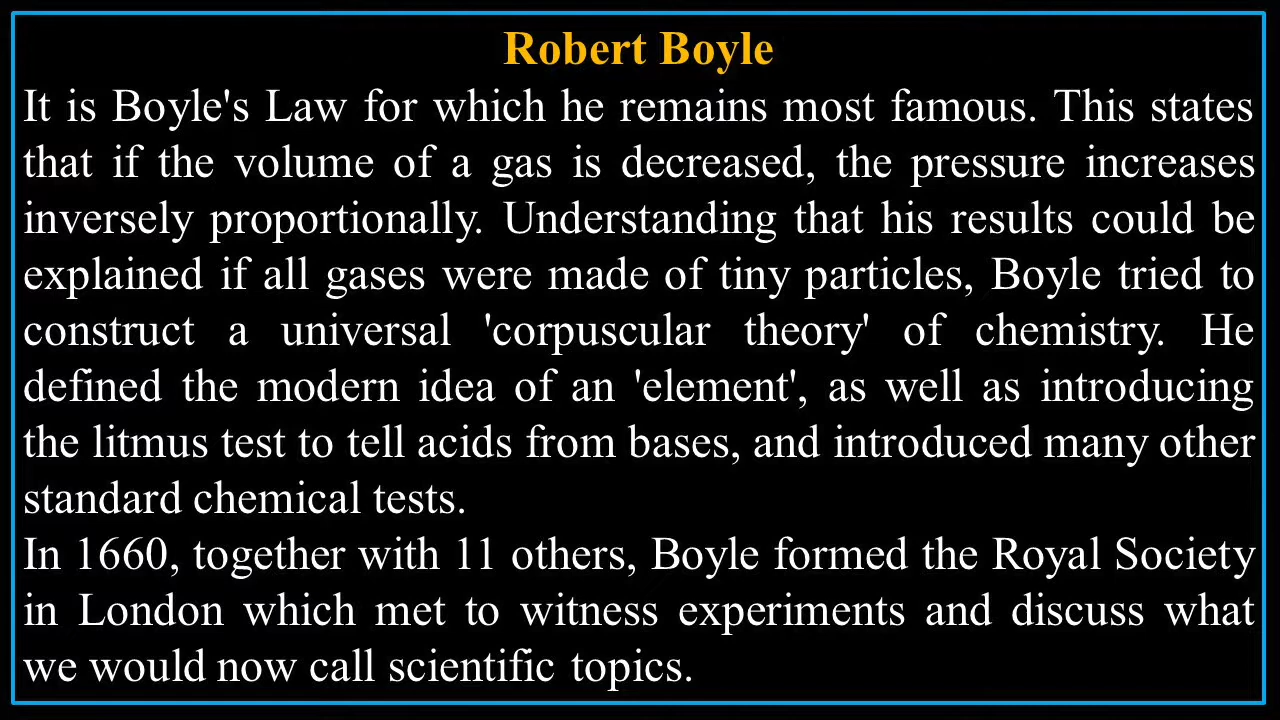 Robert Boyle
It is Boyle's Law for which he remains most famous. This states
that if the volume of a gas is decreased, the pressure increases
inversely proportionally. Understanding that his results could be
explained if all gases were made of tiny particles, Boyle tried to
construct a universal 'corpuscular theory' of chemistry. He
defined the modern idea of an 'element', as well as introducing
the litmus test to tell acids from bases, and introduced many other
standard chemical tests.
In 1660, together with 11 others, Boyle formed the Royal Society
in London which met to witness experiments and discuss what
we would now call scientific topics.